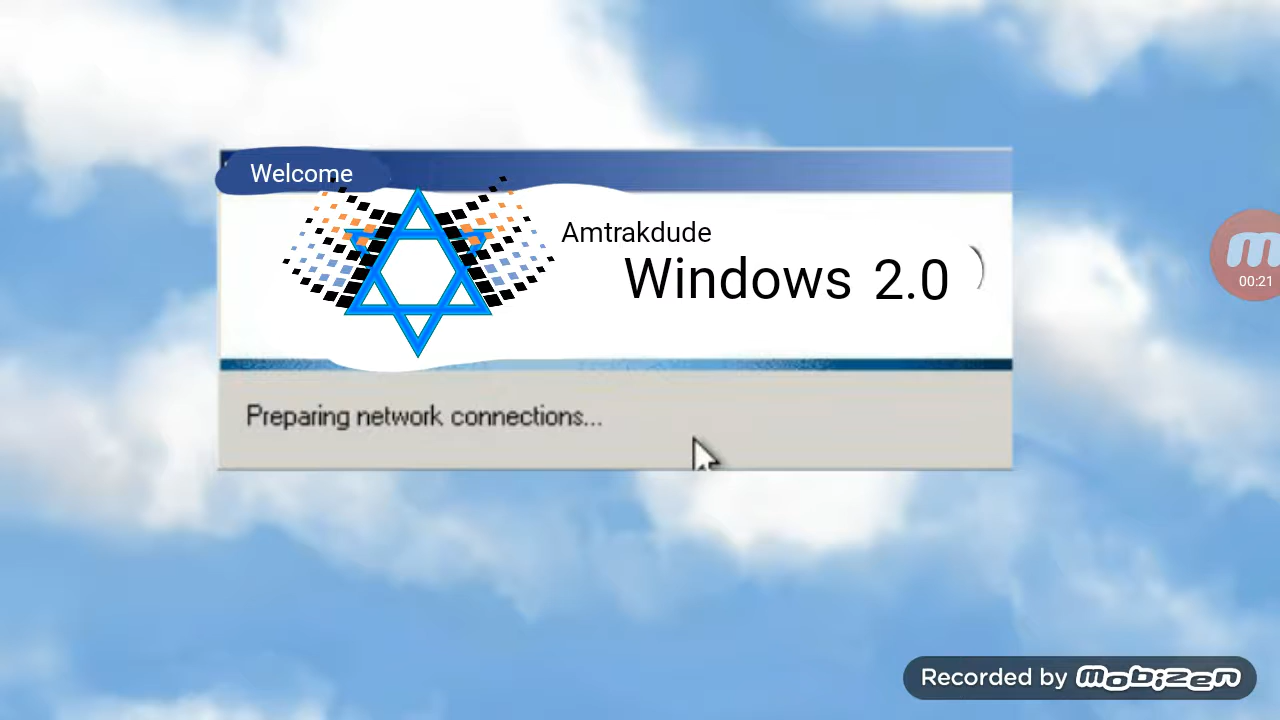 Welcome
Amtrakdude
Windows 2.0
Preparing network connections...
00:21
Recorded by mobizen